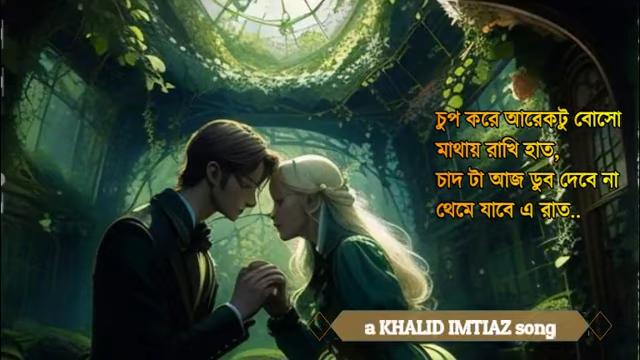 চুপ করে আরেকটু বোসো
মাথায় রাখি হাত,
চাদ টা আজ ডুব দেবে না
থেমে যাবে এ রাত..
a KHALID IMTIAZ song